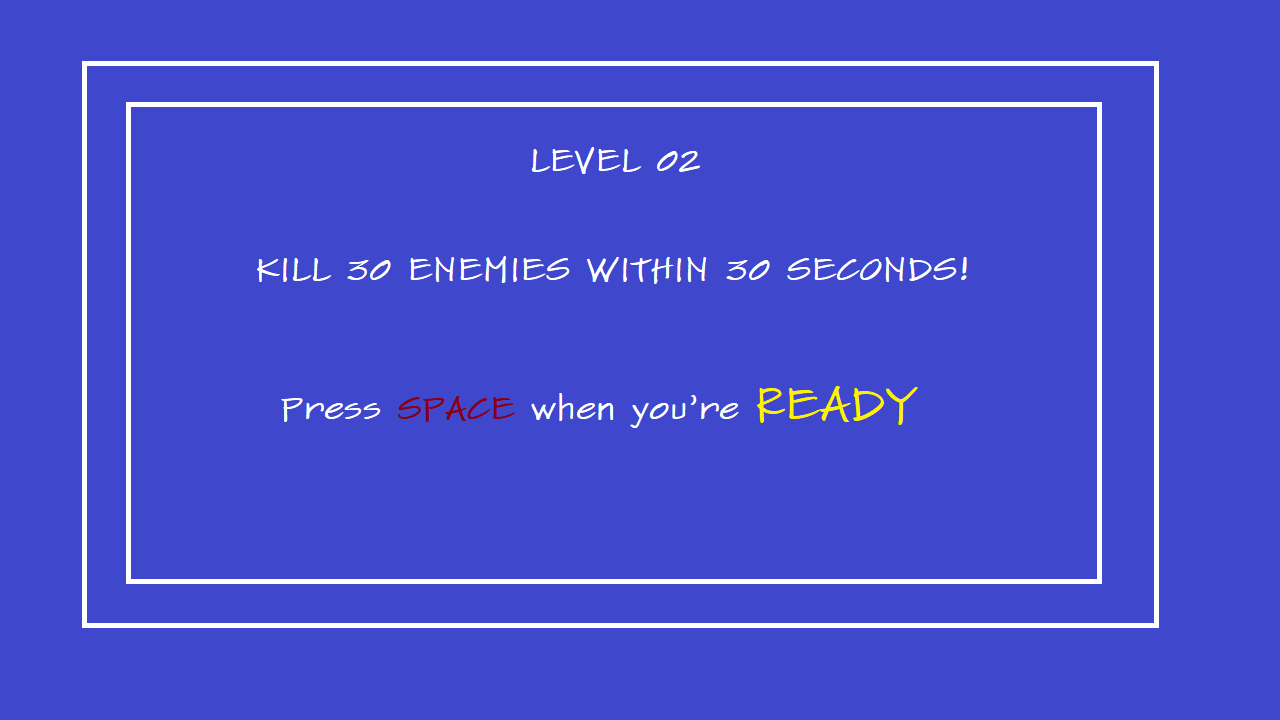 LEVEL 02
KILL 30 ENEMIES WITHIN 30 SECONDS!
Press SPACE when you're READY